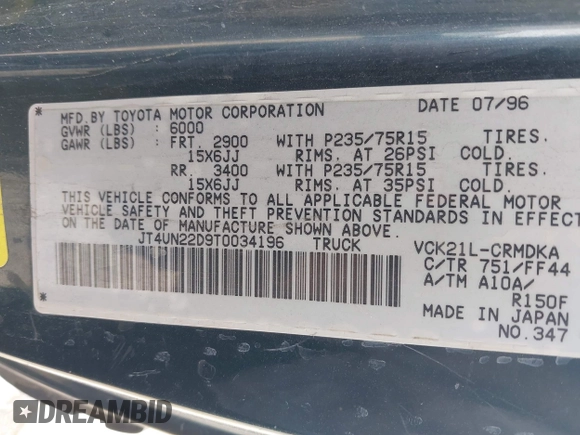 MFD.BY TOYOTA MOTOR CORPORATION DATE 07/96
GVWR (LBS) : 6000
GAWR (LBS) : FRT. 2900 WITH P235/75R15 TIRES.
15X6JJ RIMS. AT 26PSI COLD.
RR. 3400 WITH P235/75R15 TIRES.
15X6JJ RIMS. AT 35PSI COLD.
THIS VEHICLE CONFORMS TO ALL APPLICABLE FEDERAL MOTOR
VEHICLE SAFETY AND THEFT PREVENTION STANDARDS IN EFFECT
ON THE DATE OF MANUFACTURE SHOWN ABOVE.
JT4UN22D9T0034196 TRUCK VCK21L-CRMDKA
C/TR 751/FF44
A/TM A10A/
R150F
MADE IN JAPAN
NO.347
DREAMBID